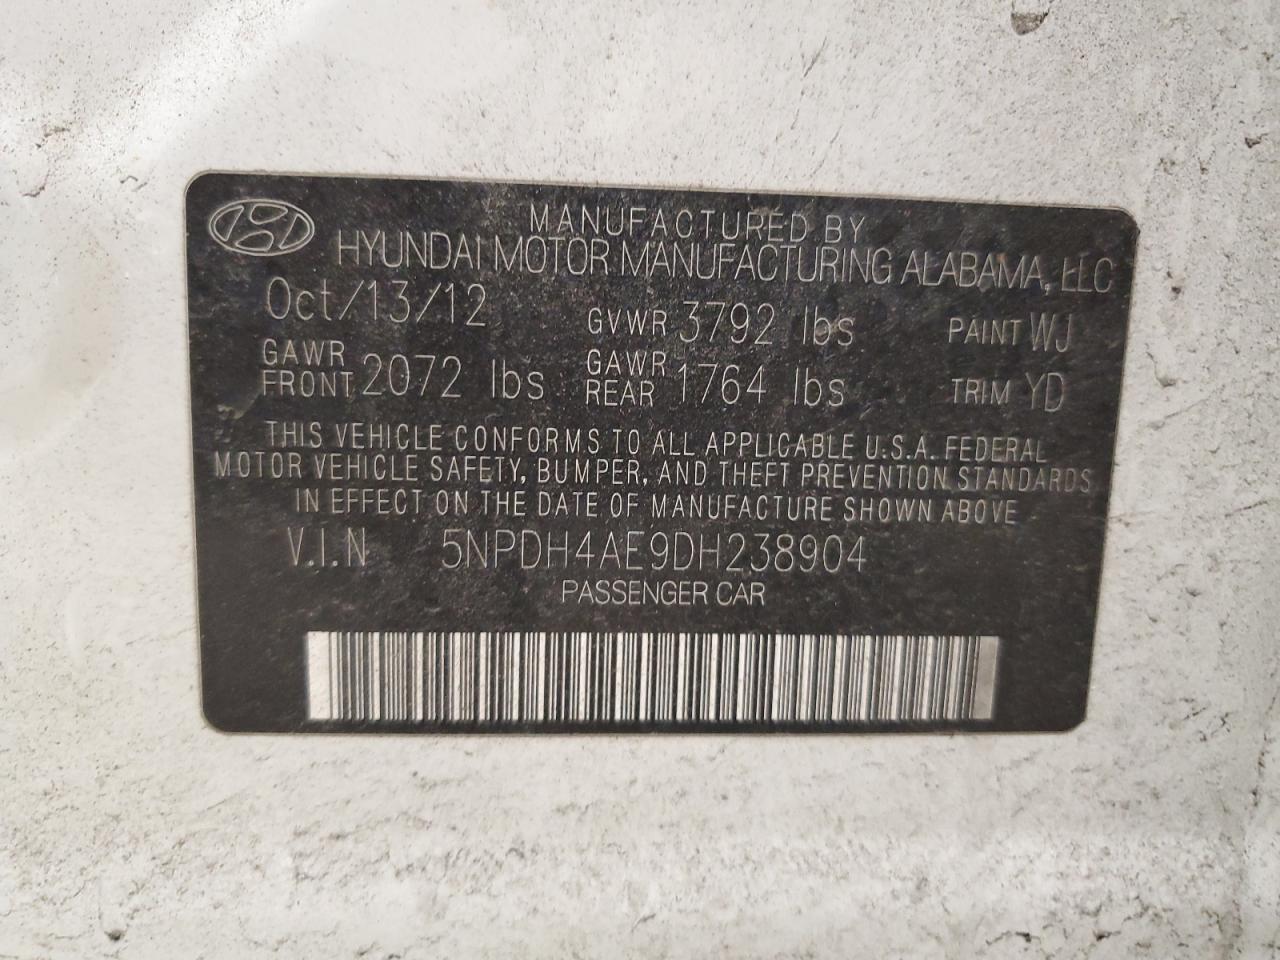 MANUFACTURED BY
HYUNDAI MOTOR MANUFACTURING ALABAMA, LLC
Oct/13/12 GVWR 3792 lbs PAINT WJ
GAWR FRONT 2072 lbs GAWR REAR 1764 lbs TRIM YD
THIS VEHICLE CONFORMS TO ALL APPLICABLE U.S.A. FEDERAL
MOTOR VEHICLE SAFETY, BUMPER, AND THEFT PREVENTION STANDARDS
IN EFFECT ON THE DATE OF MANUFACTURE SHOWN ABOVE
V.I.N 5NPDH4AE9DH238904
PASSENGER CAR